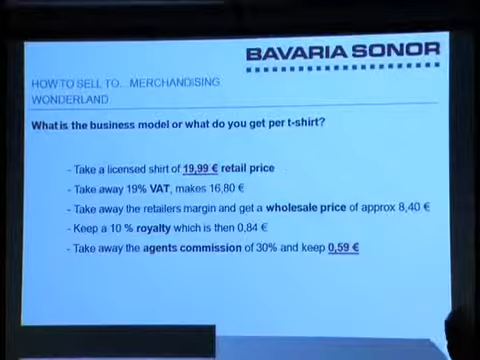 BAVARIA SONOR
HOW TO SELL TO... MERCHANDISING
WONDERLAND
What is the business model or what do you get per t-shirt?
- Take a licensed shirt of 19,99 € retail price
- Take away 19% VAT, makes 16,80 €
- Take away the retailers margin and get a wholesale price of approx 8,40 €
- Keep a 10 % royalty which is then 0,84 €
- Take away the agents commission of 30% and keep 0,59 €